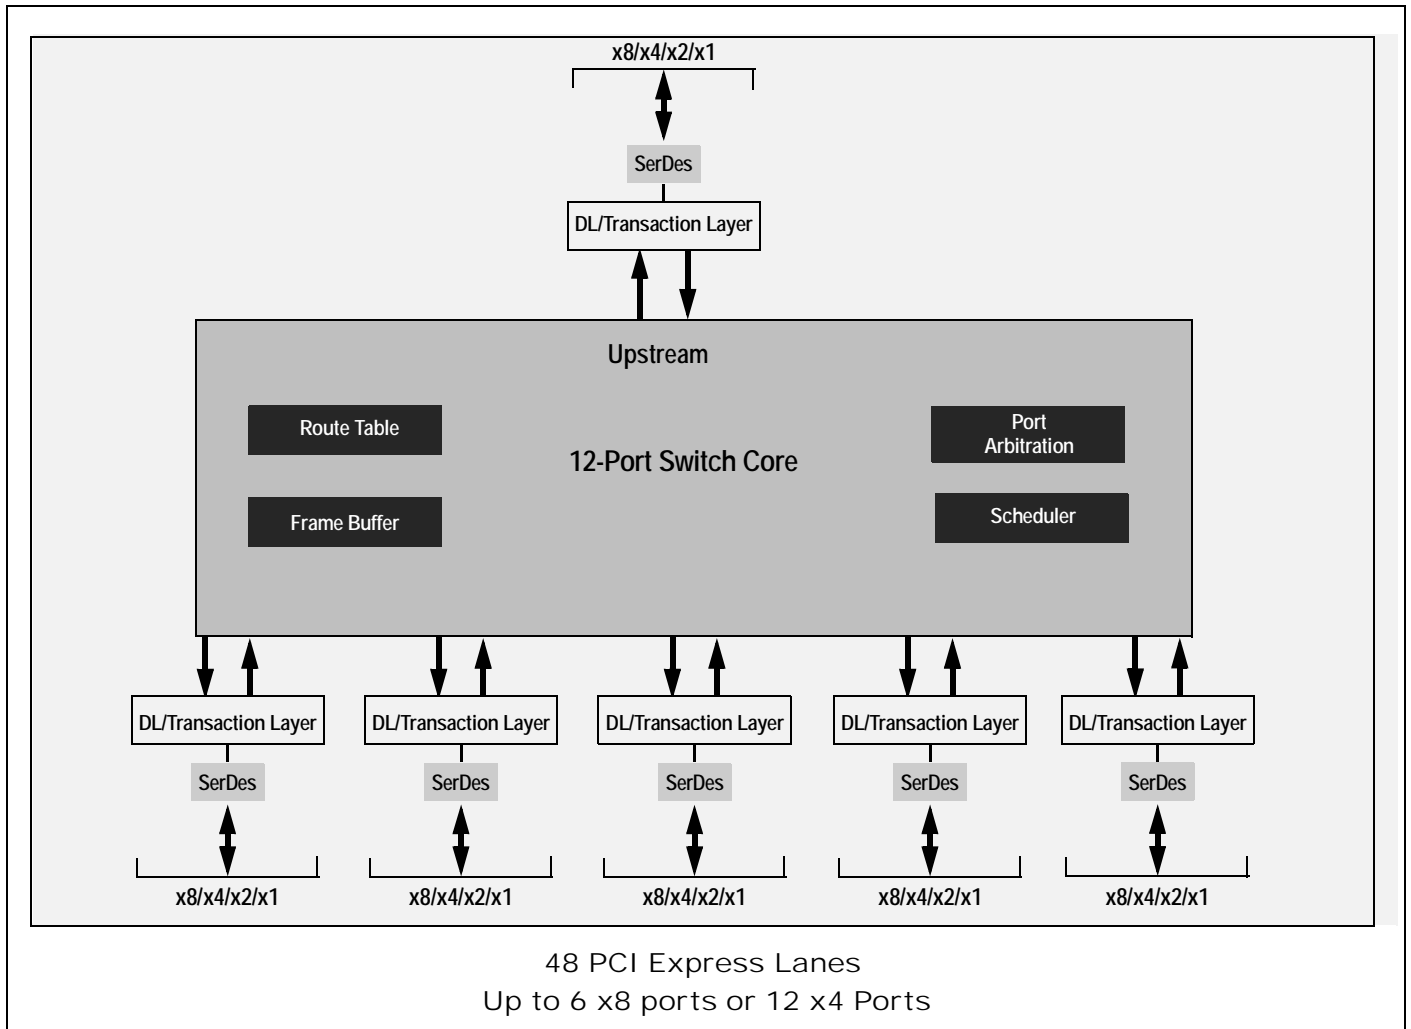 x8/x4/x2/x1
SerDes
DL/Transaction Layer
Upstream
Route Table
Port
Arbitration
12-Port Switch Core
Frame Buffer
Scheduler
DL/Transaction Layer
DL/Transaction Layer
DL/Transaction Layer
DL/Transaction Layer
DL/Transaction Layer
SerDes
SerDes
SerDes
SerDes
SerDes
x8/x4/x2/x1
x8/x4/x2/x1
x8/x4/x2/x1
x8/x4/x2/x1
x8/x4/x2/x1
48 PCI Express Lanes
Up to 6 x8 ports or 12 x4 Ports